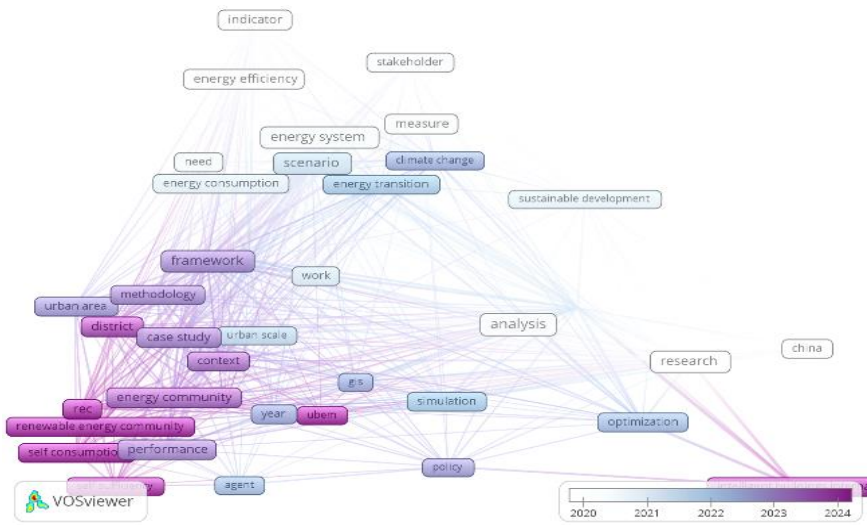 indicator
stakeholder
energy efficiency
measure
energy system
need
scenario
climate change
energy consumption
energy transition
sustainable development
framework
work
methodology
urban area
district
case study
urban scale
analysis
context
research
china
gis
energy community
simulation
rec
year
ubem
optimization
renewable energy community
self consumption
performance
policy
agent
VOSviewer
2020 2021 2022 2023 2024